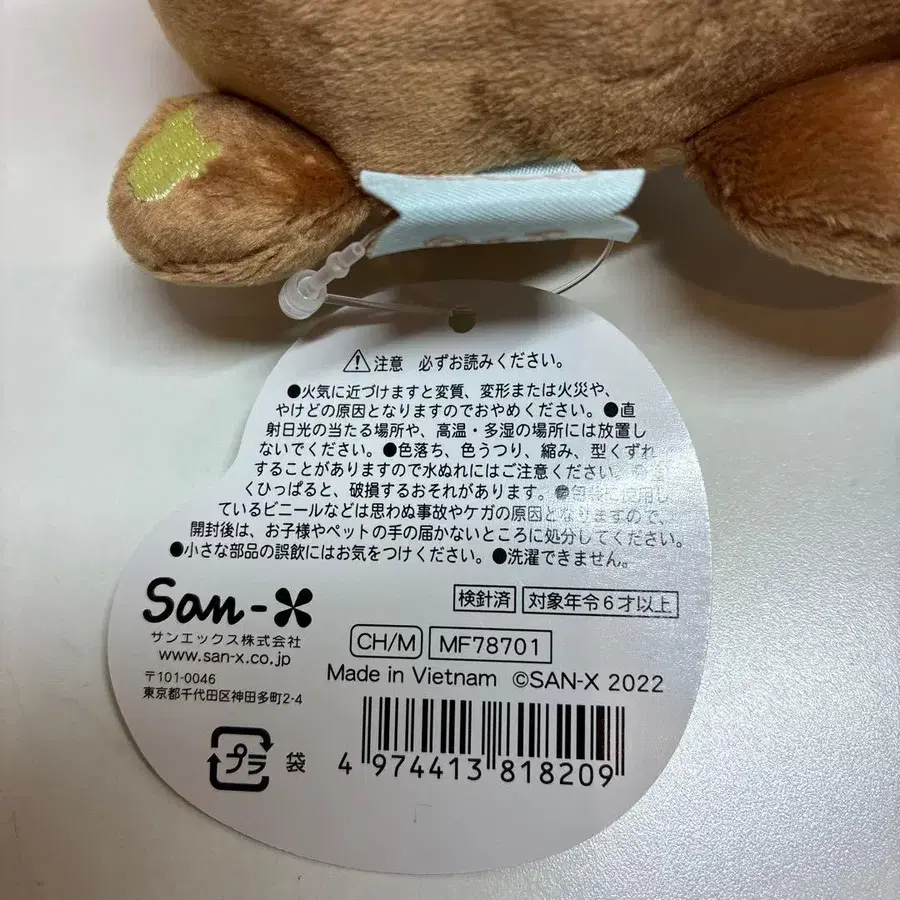 ⚠注意 必ずお読みください。
●火気に近づけますと変質、変形または火災や、
やけどの原因となりますのでおやめください。●直
射日光の当たる場所や、高温・多湿の場所には放置し
ないでください。●色落ち、色うつり、縮み、型くずれ
することがありますので水ぬれにはご注意ください。
くひっぱると、破損するおそれがあります。●包装に使用し
ているビニールなどは思わぬ事故やケガの原因となりますので、
開封後は、お子様やペットの手の届かないところに処分してください。
●小さな部品の誤飲にはお気をつけください。●洗濯できません。
San-X
サンエックス株式会社
www.san-x.co.jp
〒101-0046
東京都千代田区神田多町2-4
検針済 対象年令6才以上
CH/M MF78701
Made in Vietnam ©SAN-X 2022
プラ 袋
4 974413 818209